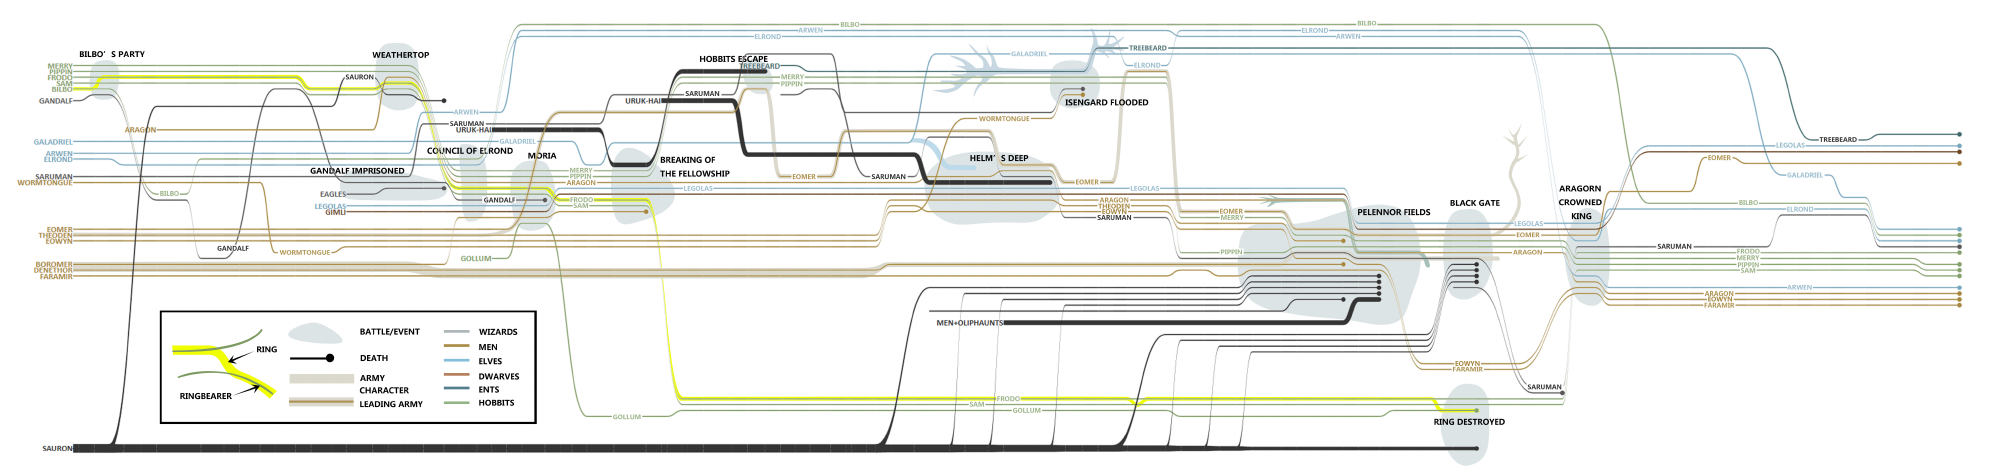 BILBO
BILBO
ARWEN
ELROND
ARWEN
ELROND
BILBO' S PARTY
WEATHERTOP
HOBBITS ESCAPE
GALADRIEL
TREEBEARD
MERRY
PIPPIN
FRODO
SAM
BILBO
GANDALF
SAURON
TREEBEARD
ELROND
MERRY
PIPPIN
SARUMAN
URUK-HAI
ISENGARD FLOODED
ARWEN
WORMTONGUE
ARAGON
SARUMAN
URUK-HAI
GALADRIEL
GALADRIEL
TREEBEARD
LEGOLAS
ARWEN
ELROND
COUNCIL OF ELROND
MORIA
BREAKING OF
THE FELLOWSHIP
HELM' S DEEP
EOMER
GANDALF IMPRISONED
MERRY
PIPPIN
ARAGON
SARUMAN
WORMTONGUE
EOMER
SARUMAN
EOMER
GALADRIEL
EAGLES
BILBO
LEGOLAS
LEGOLAS
ARAGORN
CROWNED
KING
GANDALF
FRODO
SAM
ARAGON
THEODEN
EOWYN
SARUMAN
BLACK GATE
BILBO
LEGOLAS
GIMLI
EOMER
MERRY
PELENNOR FIELDS
ELROND
EOMER
THEODEN
EOWYN
LEGOLAS
EOMER
GANDALF
WORMTONGUE
GOLLUM
PIPPIN
ARAGON
SARUMAN
FRODO
MERRY
PIPPIN
SAM
BOROMER
DENETHOR
FARAMIR
ARWEN
ARAGON
EOWYN
FARAMIR
MEN+OLIPHAUNTS
RING
RINGBEARER
BATTLE/EVENT
DEATH
ARMY
CHARACTER
LEADING ARMY
WIZARDS
MEN
ELVES
DWARVES
ENTS
HOBBITS
EOWYN
FARAMIR
SARUMAN
FRODO
SAM
GOLLUM
GOLLUM
RING DESTROYED
SAURON